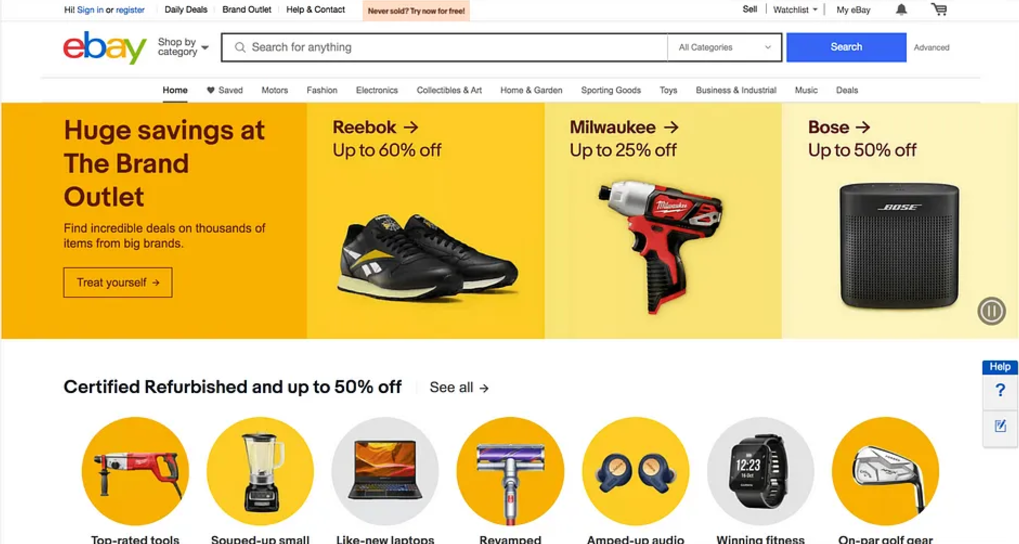 Hi! Sign in or register
Daily Deals
Brand Outlet
Help & Contact
Never sold? Try now for free!
Sell
Watchlist
My eBay
ebay
Shop by
category
Search for anything
All Categories
Search
Advanced
Home
Saved
Motors
Fashion
Electronics
Collectibles & Art
Home & Garden
Sporting Goods
Toys
Business & Industrial
Music
Deals
Huge savings at
The Brand
Outlet
Find incredible deals on thousands of
items from big brands.
Treat yourself →
Reebok →
Up to 60% off
Milwaukee →
Up to 25% off
Milwaukee
Bose →
Up to 50% off
BOSE
Certified Refurbished and up to 50% off
See all →
Help
?
12:23
Top-rated tools
Souped-up small
Like-new laptops
Revamped
Amped-up audio
Winning fitness
On-par golf gear